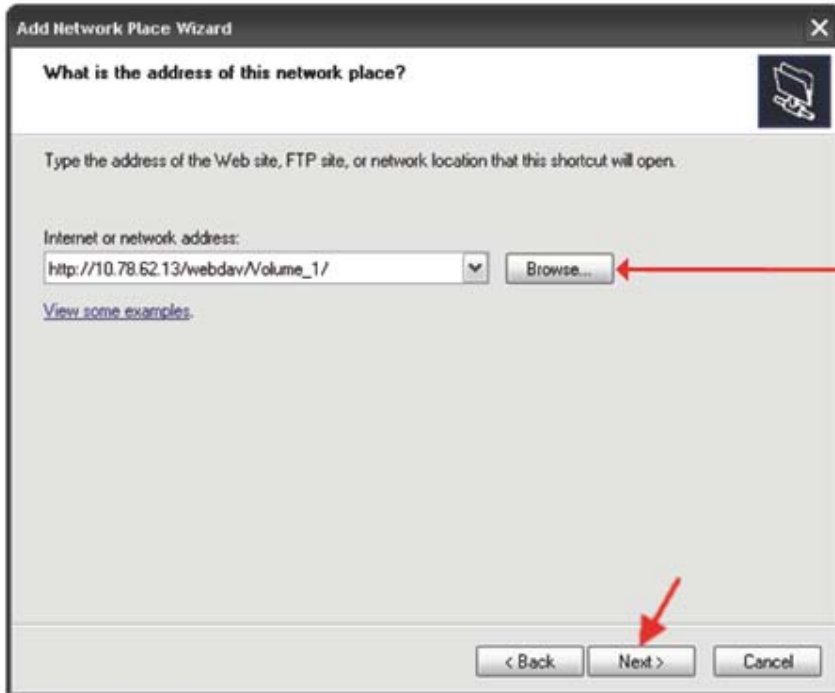 Add Network Place Wizard
What is the address of this network place?
Type the address of the Web site, FTP site, or network location that this shortcut will open.
Internet or network address:
http://10.78.62.13/webdav/Volume_1/
Browse...
View some examples.
< Back
Next >
Cancel